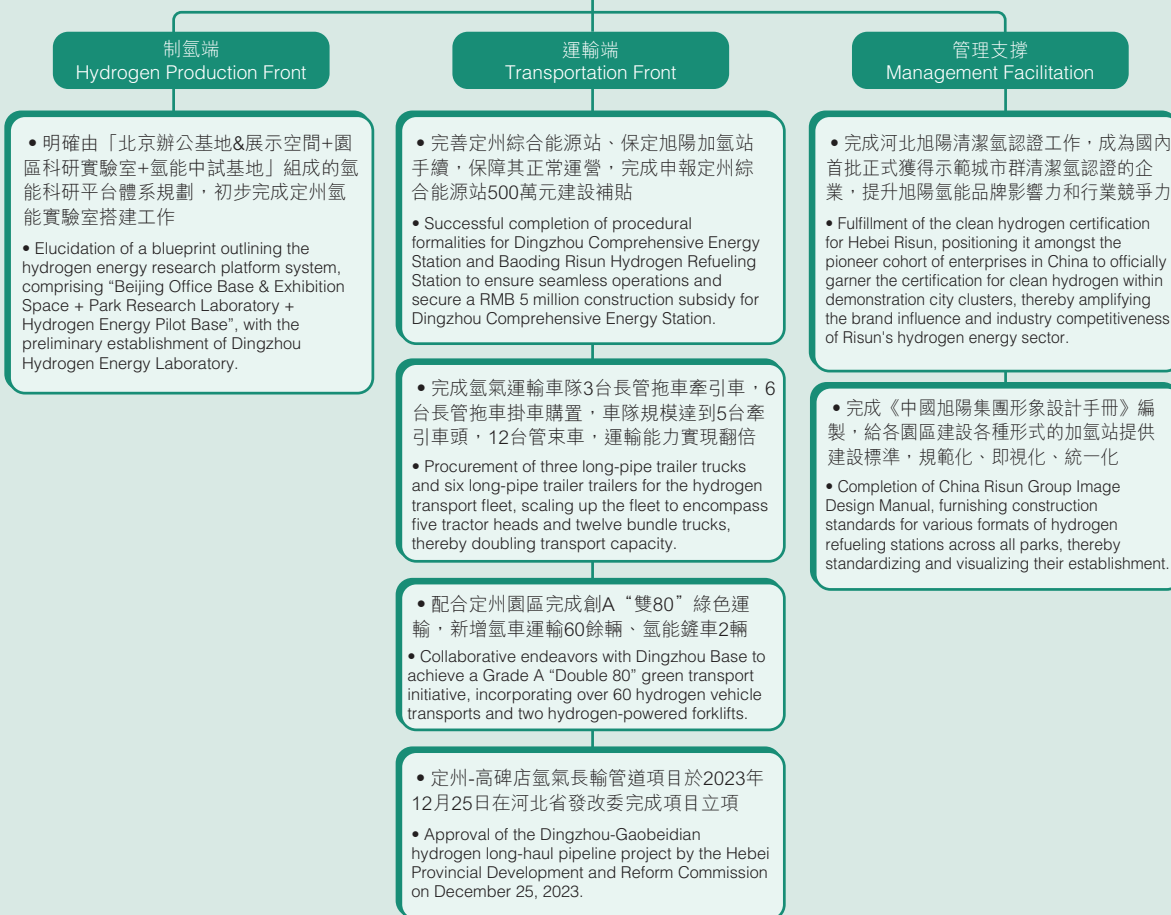 制氫端
Hydrogen Production Front
• 明確由「北京辦公基地&展示空間+園
區科研實驗室+氫能中試基地」組成的氫
能科研平台體系規劃，初步完成定州氫
能實驗室搭建工作
• Elucidation of a blueprint outlining the
hydrogen energy research platform system,
comprising “Beijing Office Base & Exhibition
Space + Park Research Laboratory +
Hydrogen Energy Pilot Base”, with the
preliminary establishment of Dingzhou
Hydrogen Energy Laboratory.
運輸端
Transportation Front
• 完善定州綜合能源站、保定旭陽加氫站
手續，保障其正常運營，完成申報定州綜
合能源站500萬元建設補貼
• Successful completion of procedural
formalities for Dingzhou Comprehensive Energy
Station and Baoding Risun Hydrogen Refueling
Station to ensure seamless operations and
secure a RMB 5 million construction subsidy for
Dingzhou Comprehensive Energy Station.
• 完成氫氣運輸車隊3台長管拖車牽引車，6
台長管拖車掛車購置，車隊規模達到5台牽
引車頭，12台管束車，運輸能力實現翻倍
• Procurement of three long-pipe trailer trucks
and six long-pipe trailer trailers for the hydrogen
transport fleet, scaling up the fleet to encompass
five tractor heads and twelve bundle trucks,
thereby doubling transport capacity.
• 配合定州園區完成創A“雙80”綠色運
輸，新增氫車運輸60餘輛、氫能鏟車2輛
• Collaborative endeavors with Dingzhou Base to
achieve a Grade A “Double 80” green transport
initiative, incorporating over 60 hydrogen vehicle
transports and two hydrogen-powered forklifts.
• 定州-高碑店氫氣長輸管道項目於2023年
12月25日在河北省發改委完成項目立項
• Approval of the Dingzhou-Gaobeidian
hydrogen long-haul pipeline project by the Hebei
Provincial Development and Reform Commission
on December 25, 2023.
管理支撐
Management Facilitation
• 完成河北旭陽清潔氫認證工作，成為國內
首批正式獲得示範城市群清潔氫認證的企
業，提升旭陽氫能品牌影響力和行業競爭力
• Fulfillment of the clean hydrogen certification
for Hebei Risun, positioning it amongst the
pioneer cohort of enterprises in China to officially
garner the certification for clean hydrogen within
demonstration city clusters, thereby amplifying
the brand influence and industry competitiveness
of Risun's hydrogen energy sector.
• 完成《中國旭陽集團形象設計手冊》編
製，給各園區建設各種形式的加氫站提供
建設標準，規範化、即視化、統一化
• Completion of China Risun Group Image
Design Manual, furnishing construction
standards for various formats of hydrogen
refueling stations across all parks, thereby
standardizing and visualizing their establishment.